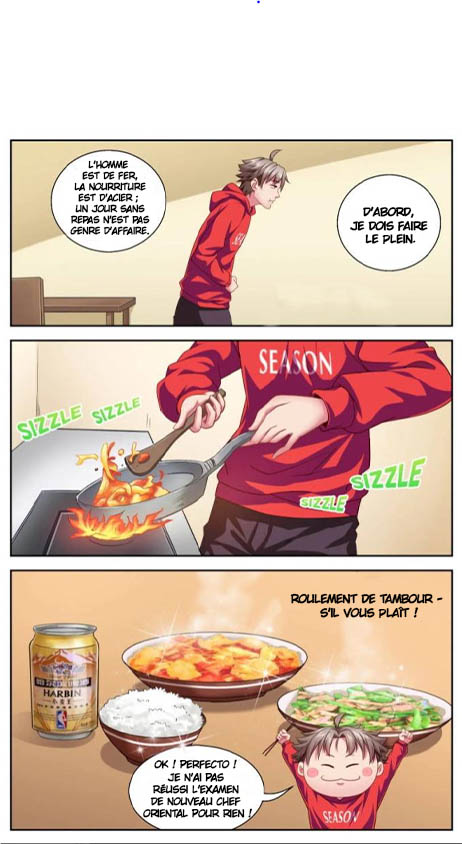 L'HOMME
EST DE FER,
LA NOURRITURE
EST D'ACIER ;
UN JOUR SANS
REPAS N'EST PAS
GENRE D'AFFAIRE.
D'ABORD,
JE DOIS FAIRE
LE PLEIN.
SEASON
SIZZLE
SIZZLE
SIZZLE
SIZZLE
ROULEMENT DE TAMBOUR -
S'IL VOUS PLAÎT !
HARBIN
NBA
OK ! PERFECTO !
JE N'AI PAS
RÉUSSI L'EXAMEN
DE NOUVEAU CHEF
ORIENTAL POUR RIEN !
SEASON